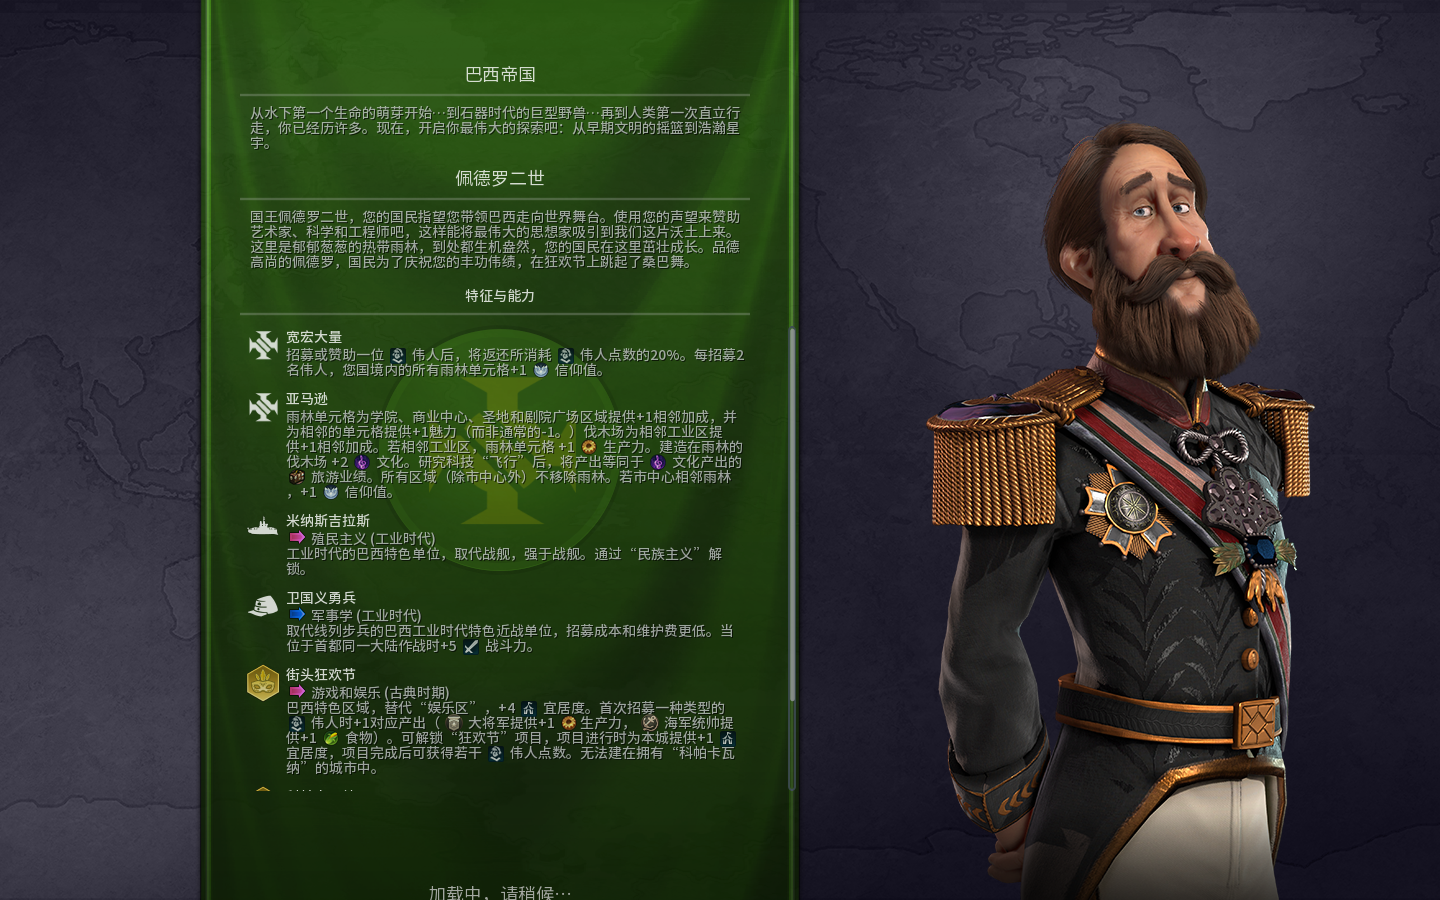 巴西帝国
从水下第一个生命的萌芽开始…到石器时代的巨型野兽…再到人类第一次直立行
走，你已经历许多。现在，开启你最伟大的探索吧：从早期文明的摇篮到浩瀚星
宇。
佩德罗二世
国王佩德罗二世，您的国民指望您带领巴西走向世界舞台。使用您的声望来赞助
艺术家、科学和工程师吧，这样能将最伟大的思想家吸引到我们这片沃土上来。
这里是郁郁葱葱的热带雨林，到处都生机盎然，您的国民在这里茁壮成长。品德
高尚的佩德罗，国民为了庆祝您的丰功伟绩，在狂欢节上跳起了桑巴舞。
特征与能力
宽宏大量
招募或赞助一位 伟人后，将返还所消耗 伟人点数的20%。每招募2
名伟人，您国境内的所有雨林单元格+1 信仰值。
亚马逊
雨林单元格为学院、商业中心、圣地和剧院广场区域提供+1相邻加成，并
为相邻的单元格提供+1魅力（而非通常的-1。）伐木场为相邻工业区提
供+1相邻加成。若相邻工业区，雨林单元格 +1 生产力。建造在雨林的
伐木场 +2 文化。研究科技“飞行”后，将产出等同于 文化产出的
旅游业绩。所有区域（除市中心外）不移除雨林。若市中心相邻雨林
，+1 信仰值。
米纳斯吉拉斯
殖民主义 (工业时代)
工业时代的巴西特色单位，取代战舰，强于战舰。通过“民族主义”解
锁。
卫国义勇兵
军事学 (工业时代)
取代线列步兵的巴西工业时代特色近战单位，招募成本和维护费更低。当
位于首都同一大陆作战时+5 战斗力。
街头狂欢节
游戏和娱乐 (古典时期)
巴西特色区域，替代“娱乐区”，+4 宜居度。首次招募一种类型的
伟人时+1对应产出（ 大将军提供+1 生产力， 海军统帅提
供+1 食物）。可解锁“狂欢节”项目，项目进行时为本城提供+1
宜居度，项目完成后可获得若干 伟人点数。无法建在拥有“科帕卡瓦
纳”的城市中。
加载中，请稍候…